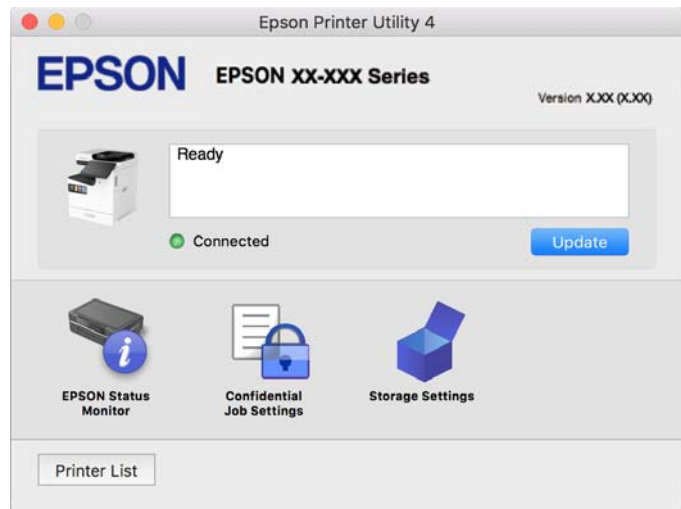 Epson Printer Utility 4
EPSON EPSON XX-XXX Series
Version X.XX (X.XX)
Ready
Connected
Update
EPSON Status
Monitor
Confidential
Job Settings
Storage Settings
Printer List